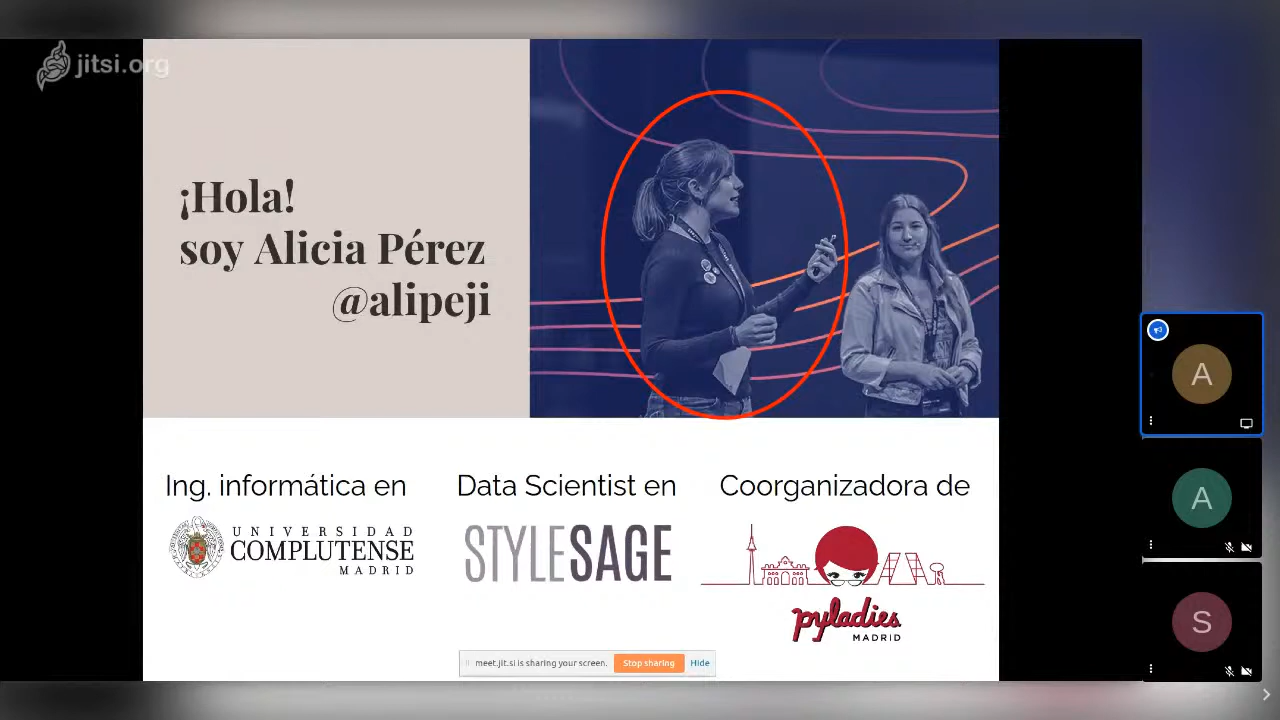 jitsi.org
¡Hola!
soy Alicia Pérez
@alipeji
Ing. informática en
Data Scientist en
Coorganizadora de
UNIVERSIDAD
COMPLUTENSE
MADRID
STYLESAGE
pyladies
MADRID
meet.jit.si is sharing your screen.
Stop sharing
Hide
A
A
S